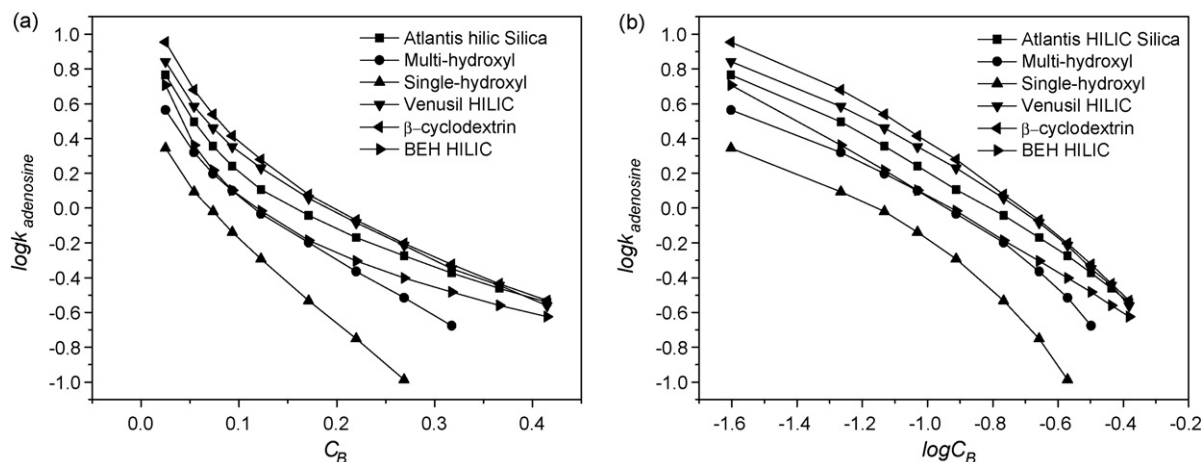 (a)
logk adenosine
1.0
0.8
0.6
0.4
0.2
0.0
-0.2
-0.4
-0.6
-0.8
-1.0
Atlantis hilic Silica
Multi-hydroxyl
Single-hydroxyl
Venusil HILIC
β-cyclodextrin
BEH HILIC
0.0 0.1 0.2 0.3 0.4
C_B
(b)
logk adenosine
1.0
0.8
0.6
0.4
0.2
0.0
-0.2
-0.4
-0.6
-0.8
-1.0
Atlantis HILIC Silica
Multi-hydroxyl
Single-hydroxyl
Venusil HILIC
β-cyclodextrin
BEH HILIC
-1.6 -1.4 -1.2 -1.0 -0.8 -0.6 -0.4 -0.2
logC_B